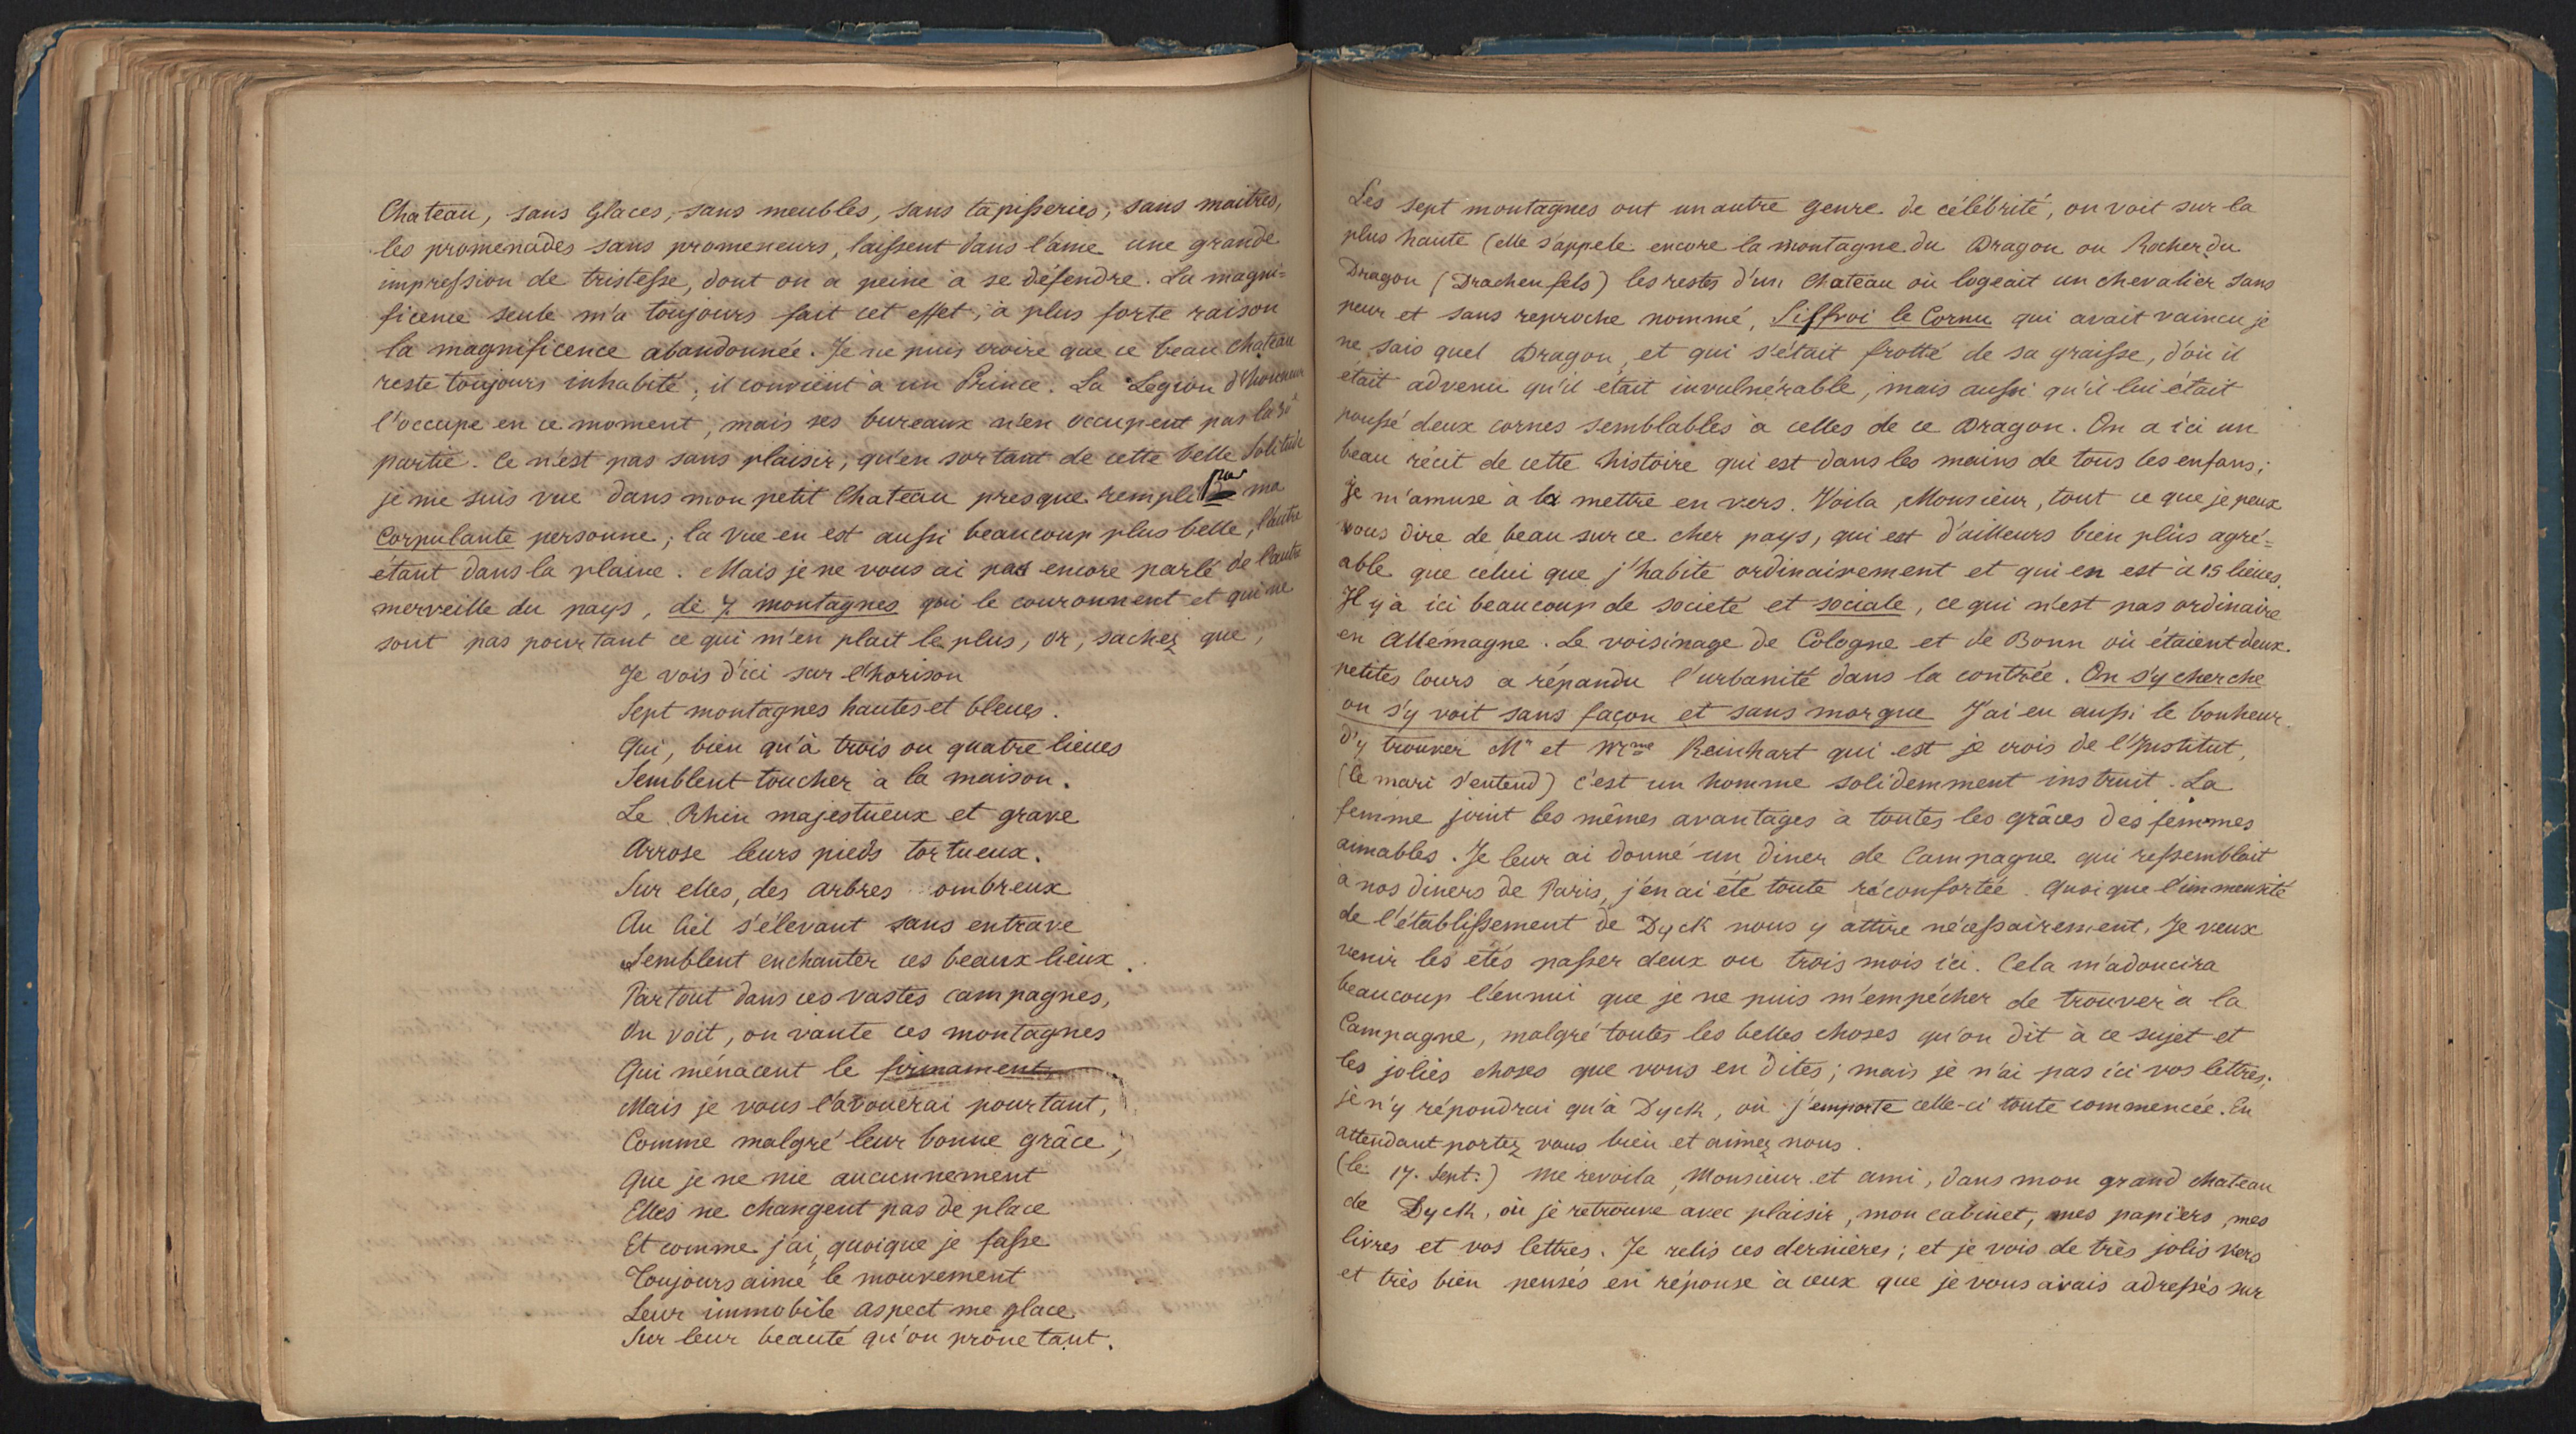 Chateau, sans glaces, sans meubles, sans tapisseries, sans maitres,
les promenades sans promeneurs, laissent dans l'âme une grande
impression de tristesse, dont on a peine à se défendre. La magni=
ficence seule m'a toujours fait cet effet, à plus forte raison
la magnificence abandonnée. Je ne puis croire que ce beau chateau
reste toujours inhabité; il convient à un Prince. La Légion d'honneur
l'occupe en ce moment, mais ses bureaux n'en occupent pas la 30e
partie. Ce n'est pas sans plaisir, qu'en sortant de cette belle solitude
je me suis vue dans mon petit Chateau presque rempli par ma
Corpulante personne; la vue en est aussi beaucoup plus belle, l'autre
étant dans la plaine. Mais je ne vous ai pas encore parlé de l'autre
merveille du pays, de 7 montagnes qui le couronnent et qui ne
sont pas pourtant ce qui m'en plait le plus, or, sachez que,
Je vois d'ici sur l'horison
Sept montagnes hautes et bleues.
Qui, bien qu'à trois ou quatre lieues
Semblent toucher à la maison.
Le Rhin majestueux et grave
Arrose leurs pieds tortueux.
Sur elles, des arbres ombreux
Au Ciel s'élevant sans entrave
Semblent enchanter ces beaux lieux.
Partout dans ces vastes campagnes,
On voit, on vante ces montagnes
Qui ménacent le firmament
Mais je vous l'avouerai pourtant,
Comme malgré leur bonne grâce,
Que je ne nie aucunnement
Elles ne changent pas de place
Et comme j'ai, quoique je fasse
Toujours aimé le mouvement
Leur immobile aspect me glace
Sur leur beauté qu'on prône tant.
Les sept montagnes ont un autre genre de célébrité, on voit sur la
plus haute (elle s'appele encore la montagne du Dragon ou Rocher du
Dragon (Drachenfels) les restes d'un chateau où logeait un chevalier sans
peur et sans reproche nommé, Siffroi le Cornu qui avait vaincu je
ne sais quel Dragon, et qui s'était frotté de sa graisse, d'où il
etait advenu qu'il était invulnérable, mais aussi qu'il lui était
poussé deux cornes semblables à celles de ce Dragon. On a ici un
beau récit de cette histoire qui est dans les mains de tous les enfans;
je m'amuse à la mettre en vers. Voila, Monsieur, tout ce que je peux
vous dire de beau sur ce cher pays, qui est d'ailleurs bien plus agré=
able que celui que j'habite ordinairement et qui en est à 15 lieues.
Il y a ici beaucoup de société et sociale, ce qui n'est pas ordinaire
en Allemagne. Le voisinage de Cologne et de Bonn où étaient deux
petites Cours a répandu l'urbanité dans la contrée. On s'y cherche
on s'y voit sans façon et sans morgue J'ai eu aussi le bonheur
d'y trouver Mr et Mme Reinhart qui est je crois de l'Institut,
(le mari s'entend) c'est un homme solidemment instruit. La
femme joint les mêmes avantages à toutes les grâces des femmes
aimables. Je leur ai donné un diner de Campagne qui ressemblait
à nos diners de Paris, j'en ai été toute réconfortée. Quoique l'immensité
de l'établissement de Dyck nous y attire nécessairement, je veux
venir les étés passer deux ou trois mois ici. Cela m'adoucira
beaucoup l'ennui que je ne puis m'empécher de trouver à la
Campagne, malgré toutes les belles choses qu'on dit à ce sujet et
les jolies choses que vous en dites; mais je n'ai pas ici vos lettres;
je n'y répondrai qu'à Dyck, où j'emporte celle-ci toute commencée. En
attendant portez vous bien et aimez nous.
(le 17. Sept:) me revoila, Monsieur et ami, dans mon grand chateau
de Dyck, où je retrouve avec plaisir, mon cabinet, mes papiers, mes
livres et vos lettres. Je relis ces dernières; et je vois de très jolis vers
et très bien pensés en réponse à ceux que je vous avais adressés sur